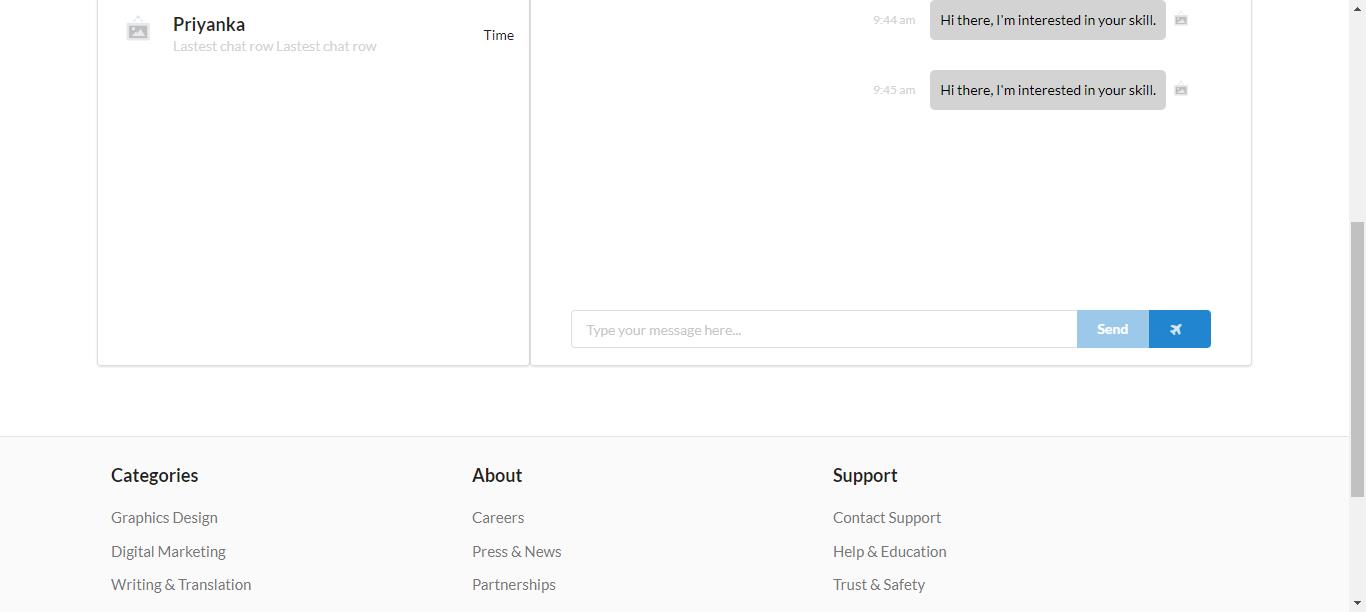 Priyanka
Lastest chat row Lastest chat row
Time
9:44 am
Hi there, I'm interested in your skill.
9:45 am
Hi there, I'm interested in your skill.
Type your message here...
Send
Categories
Graphics Design
Digital Marketing
Writing & Translation
About
Careers
Press & News
Partnerships
Support
Contact Support
Help & Education
Trust & Safety